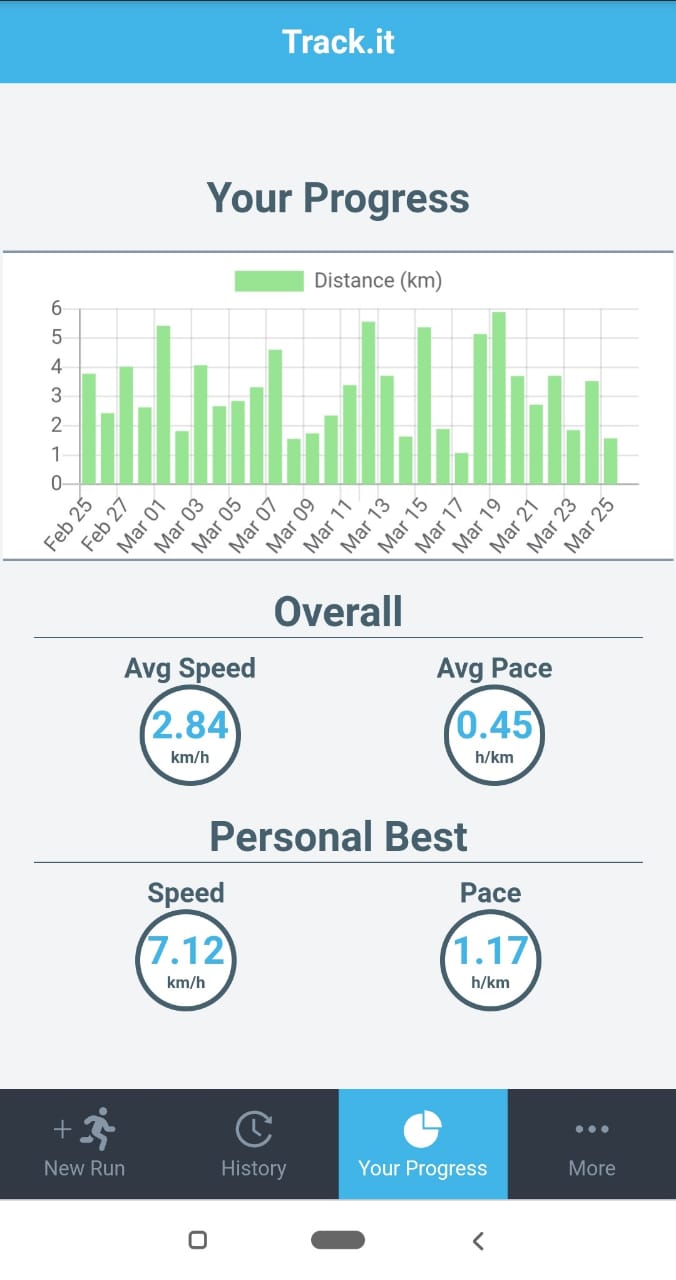 Track.it
Your Progress
Distance (km)
6
5
4
3
2
1
0
Feb 25
Feb 27
Mar 01
Mar 03
Mar 05
Mar 07
Mar 09
Mar 11
Mar 13
Mar 15
Mar 17
Mar 19
Mar 21
Mar 23
Mar 25
Overall
Avg Speed
Avg Pace
2.84
0.45
km/h
h/km
Personal Best
Speed
Pace
7.12
1.17
km/h
h/km
New Run
History
Your Progress
More